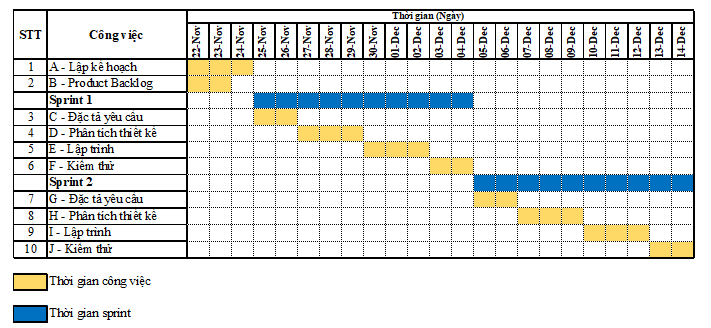 STT Công việc Thời gian (Ngày)
22-Nov 23-Nov 24-Nov 25-Nov 26-Nov 27-Nov 28-Nov 29-Nov 30-Nov 01-Dec 02-Dec 03-Dec 04-Dec 05-Dec 06-Dec 07-Dec 08-Dec 09-Dec 10-Dec 11-Dec 12-Dec 13-Dec 14-Dec
1 A - Lập kế hoạch
2 B - Product Backlog
Sprint 1
3 C - Đặc tả yêu cầu
4 D - Phân tích thiết kế
5 E - Lập trình
6 F - Kiểm thử
Sprint 2
7 G - Đặc tả yêu cầu
8 H - Phân tích thiết kế
9 I - Lập trình
10 J - Kiểm thử
Thời gian công việc
Thời gian sprint